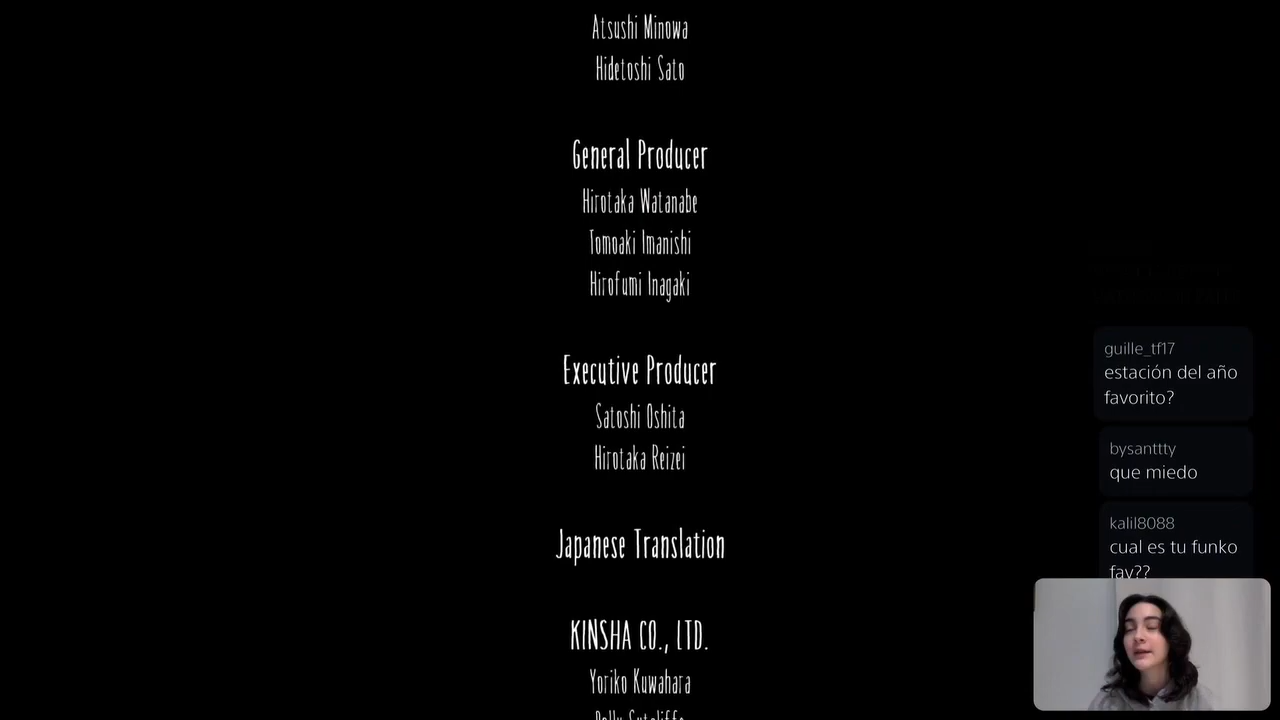 Atsushi Minowa
Hidetoshi Sato
General Producer
Hirotaka Watanabe
Tomoaki Imanishi
Hirofumi Inagaki
Executive Producer
Satoshi Oshita
Hirotaka Reizei
Japanese Translation
KINSHA CO., LTD.
Yoriko Kuwahara
Polly Sutcliffe
guille_tf17
estación del año
favorito?
bysanttty
que miedo
kalil8088
cual es tu funko
fav??